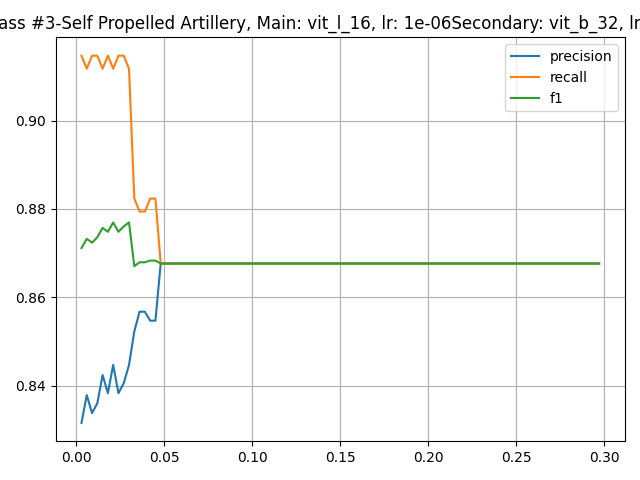 ass #3-Self Propelled Artillery, Main: vit_l_16, lr: 1e-06Secondary: vit_b_32, lr
precision
recall
f1
0.90
0.88
0.86
0.84
0.00 0.05 0.10 0.15 0.20 0.25 0.30